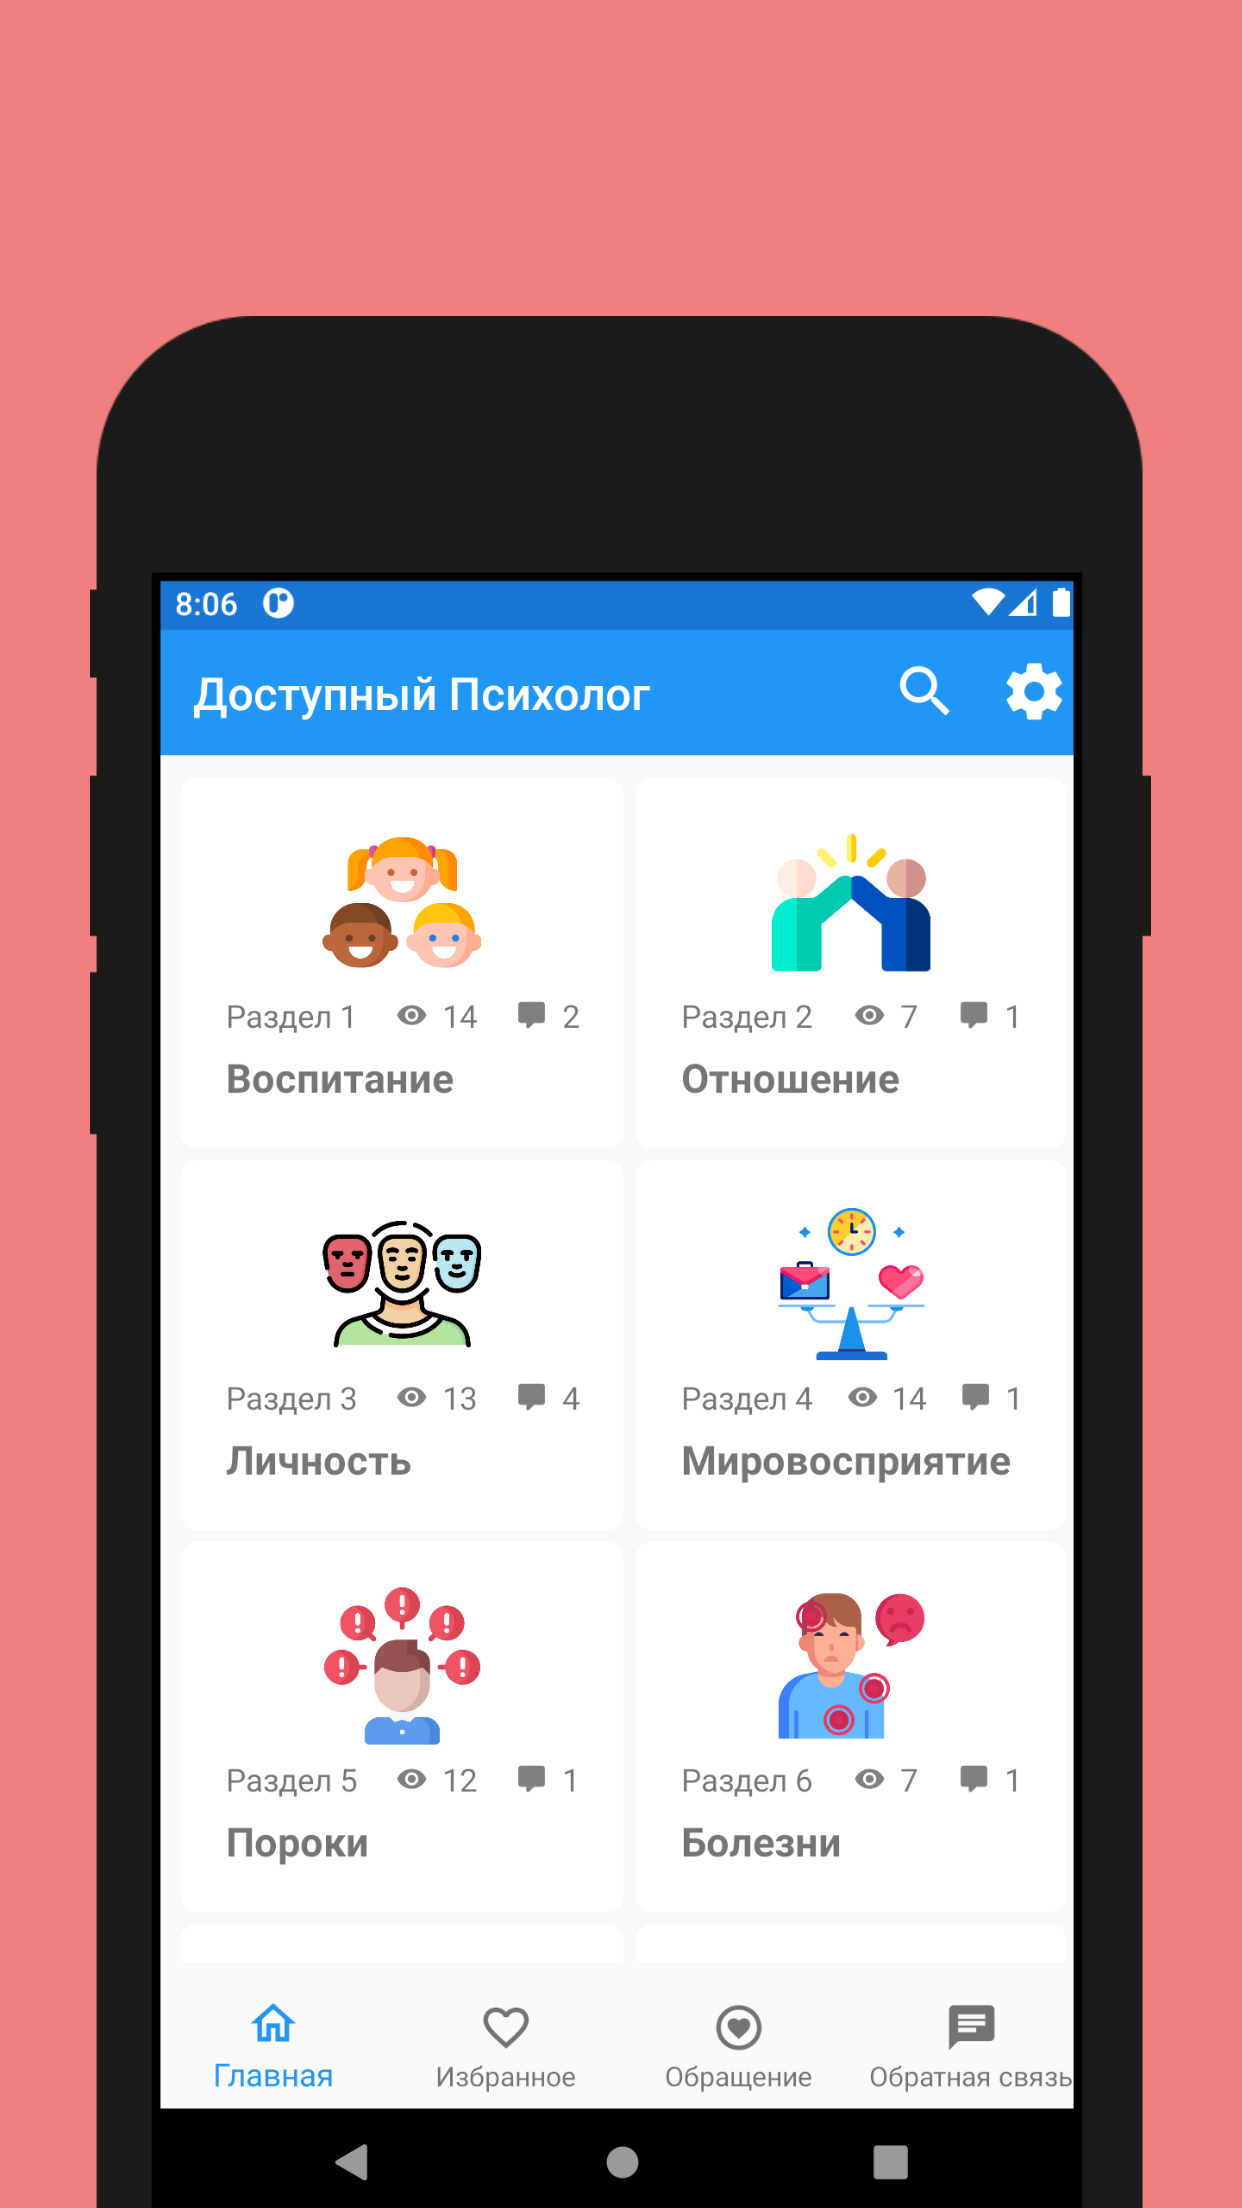 8:06
Доступный Психолог
Раздел 1 14 2
Воспитание
Раздел 2 7 1
Отношение
Раздел 3 13 4
Личность
Раздел 4 14 1
Мировосприятие
Раздел 5 12 1
Пороки
Раздел 6 7 1
Болезни
Главная
Избранное
Обращение
Обратная связь